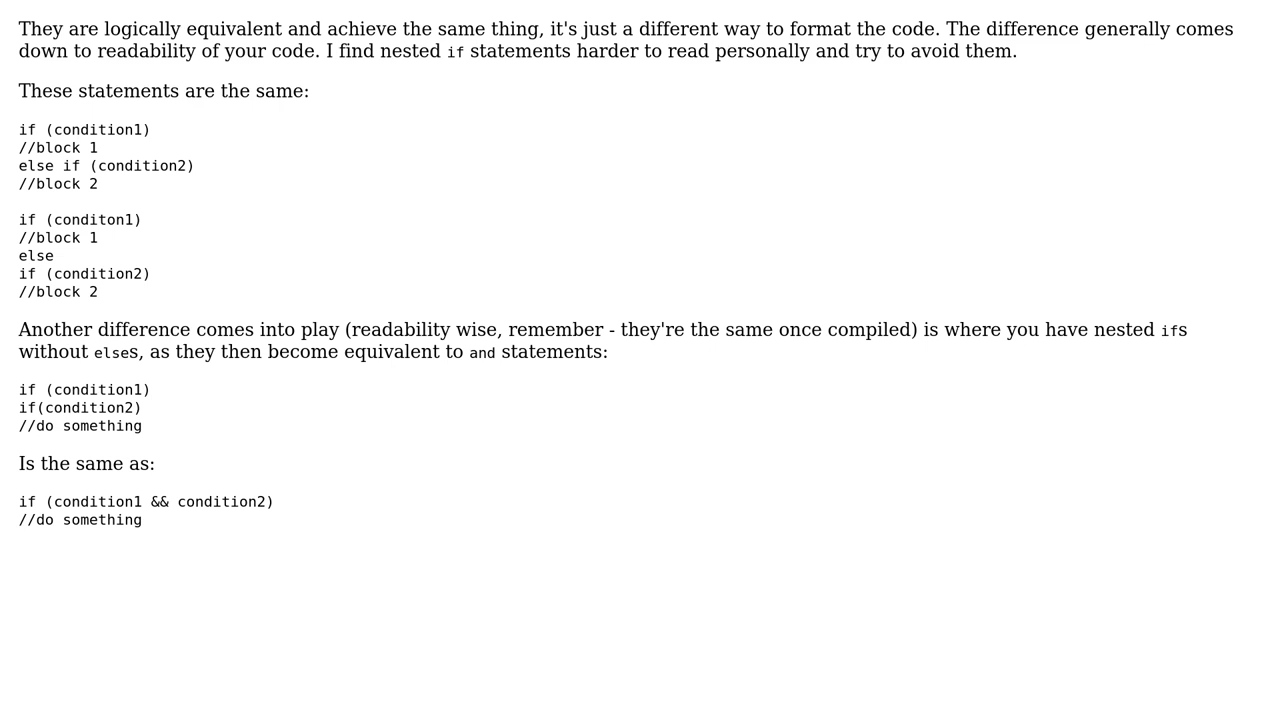 They are logically equivalent and achieve the same thing, it's just a different way to format the code. The difference generally comes
down to readability of your code. I find nested if statements harder to read personally and try to avoid them.
These statements are the same:
if (condition1)
//block 1
else if (condition2)
//block 2
if (conditon1)
//block 1
else
if (condition2)
//block 2
Another difference comes into play (readability wise, remember - they're the same once compiled) is where you have nested ifs
without elses, as they then become equivalent to and statements:
if (condition1)
if(condition2)
//do something
Is the same as:
if (condition1 && condition2)
//do something